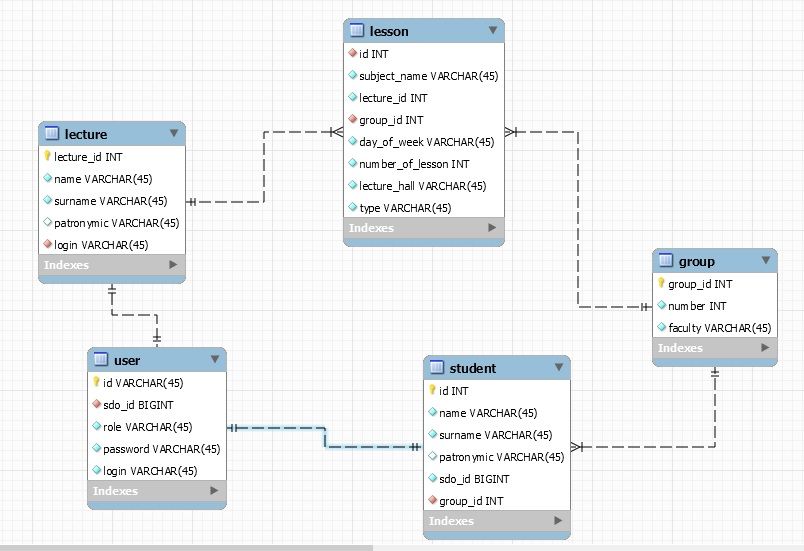 lesson
id INT
subject_name VARCHAR(45)
lecture_id INT
group_id INT
day_of_week VARCHAR(45)
number_of_lesson INT
lecture_hall VARCHAR(45)
type VARCHAR(45)
Indexes
lecture
lecture_id INT
name VARCHAR(45)
surname VARCHAR(45)
patronymic VARCHAR(45)
login VARCHAR(45)
Indexes
group
group_id INT
number INT
faculty VARCHAR(45)
Indexes
user
id VARCHAR(45)
sdo_id BIGINT
role VARCHAR(45)
password VARCHAR(45)
login VARCHAR(45)
Indexes
student
id INT
name VARCHAR(45)
surname VARCHAR(45)
patronymic VARCHAR(45)
sdo_id BIGINT
group_id INT
Indexes